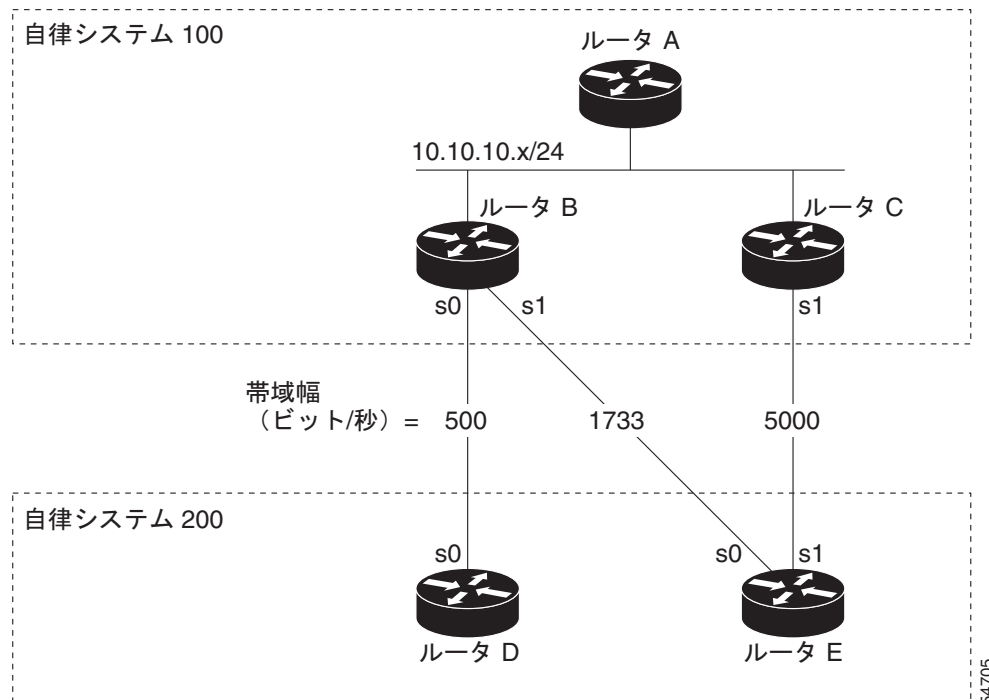 自律システム 100
ルータ A
10.10.10.x/24
ルータ B
ルータ C
s0
s1
s1
帯域幅
（ビット/秒）= 500 1733 5000
自律システム 200
s0
s0
s1
ルータ D
ルータ E